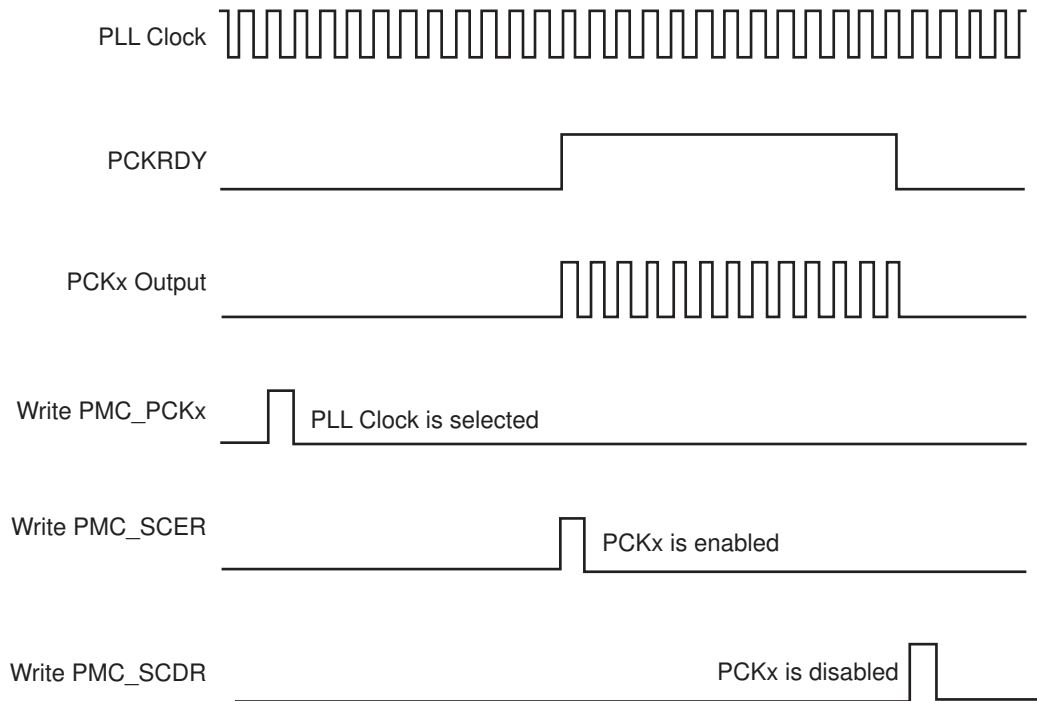 PLL Clock
PCKRDY
PCKx Output
Write PMC_PCKx
PLL Clock is selected
Write PMC_SCER
PCKx is enabled
Write PMC_SCDR
PCKx is disabled